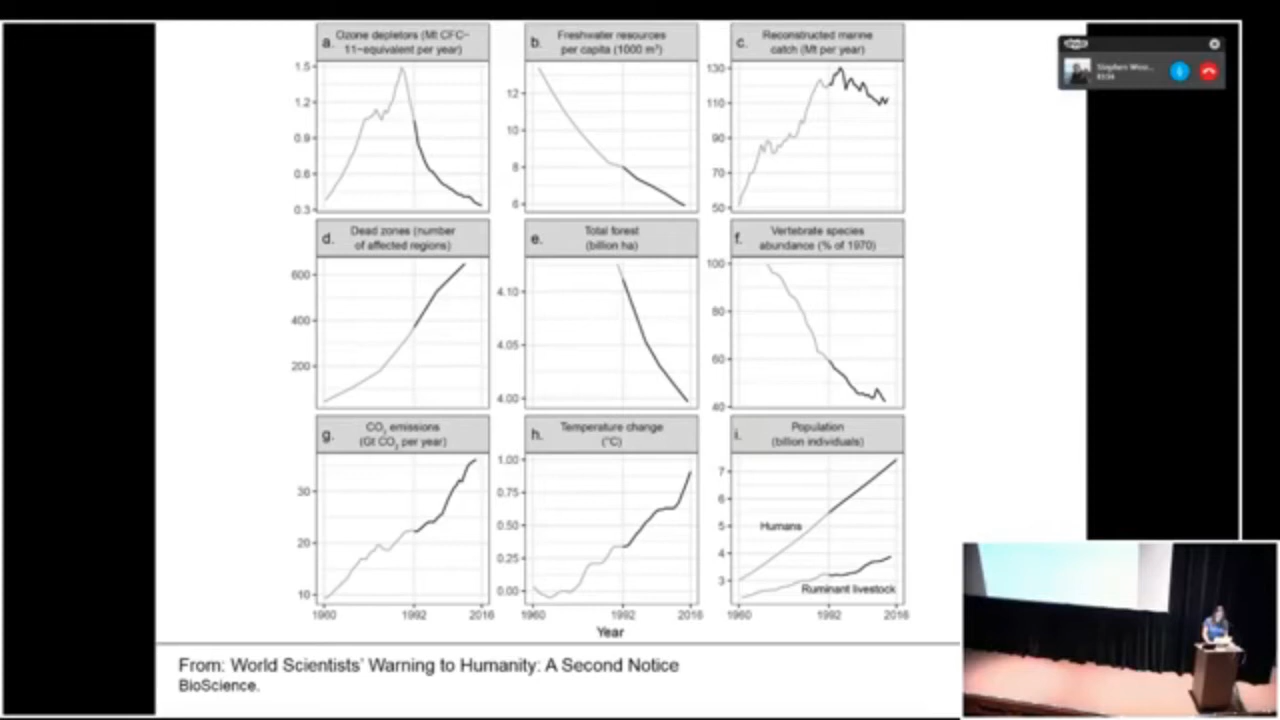 a. Ozone depletors (Mt CFC-
11-equivalent per year)
1.5
1.2
0.9
0.6
0.3
b. Freshwater resources
per capita (1000 m³)
12
10
8
6
c. Reconstructed marine
catch (Mt per year)
130
110
90
70
50
d. Dead zones (number
of affected regions)
600
400
200
e. Total forest
(billion ha)
4.10
4.05
4.00
f. Vertebrate species
abundance (% of 1970)
100
80
60
40
g. CO₂ emissions
(Gt CO₂ per year)
30
20
10
1960 1992 2016
h. Temperature change
(°C)
1.00
0.75
0.50
0.25
0.00
1960 1992 2016
i. Population
(billion individuals)
7
6
5
4
3
Humans
Ruminant livestock
1960 1992 2016
Year
From: World Scientists' Warning to Humanity: A Second Notice
BioScience.
Stephen